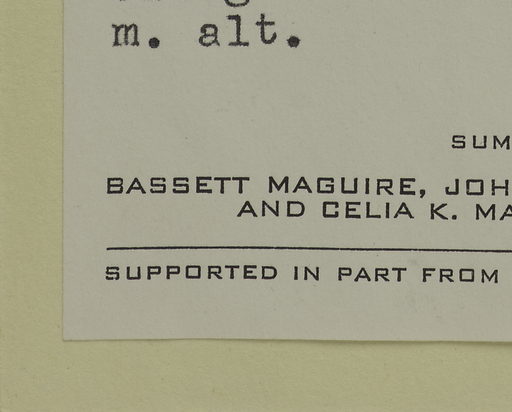 m. alt.
SUM
BASSETT MAGUIRE, JOH
AND CELIA K. MA
SUPPORTED IN PART FROM